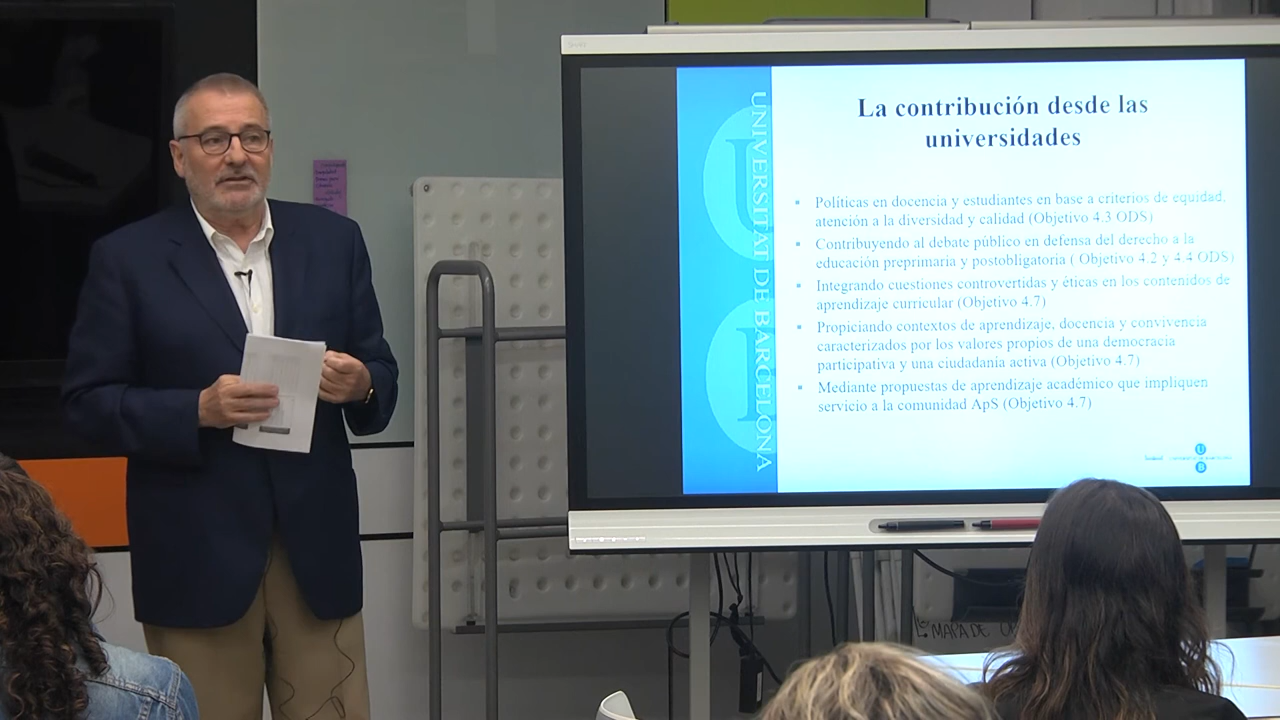 SMART
La contribución desde las
universidades
UNIVERSITAT DE BARCELONA
Políticas en docencia y estudiantes en base a criterios de equidad,
atención a la diversidad y calidad (Objetivo 4.3 ODS)
Contribuyendo al debate público en defensa del derecho a la
educación preprimaria y postobligatoria ( Objetivo 4.2 y 4.4 ODS)
Integrando cuestiones controvertidas y éticas en los contenidos de
aprendizaje curricular (Objetivo 4.7)
Propiciando contextos de aprendizaje, docencia y convivencia
caracterizados por los valores propios de una democracia
participativa y una ciudadanía activa (Objetivo 4.7)
Mediante propuestas de aprendizaje académico que impliquen
servicio a la comunidad ApS (Objetivo 4.7)
U
B
MAPA DE